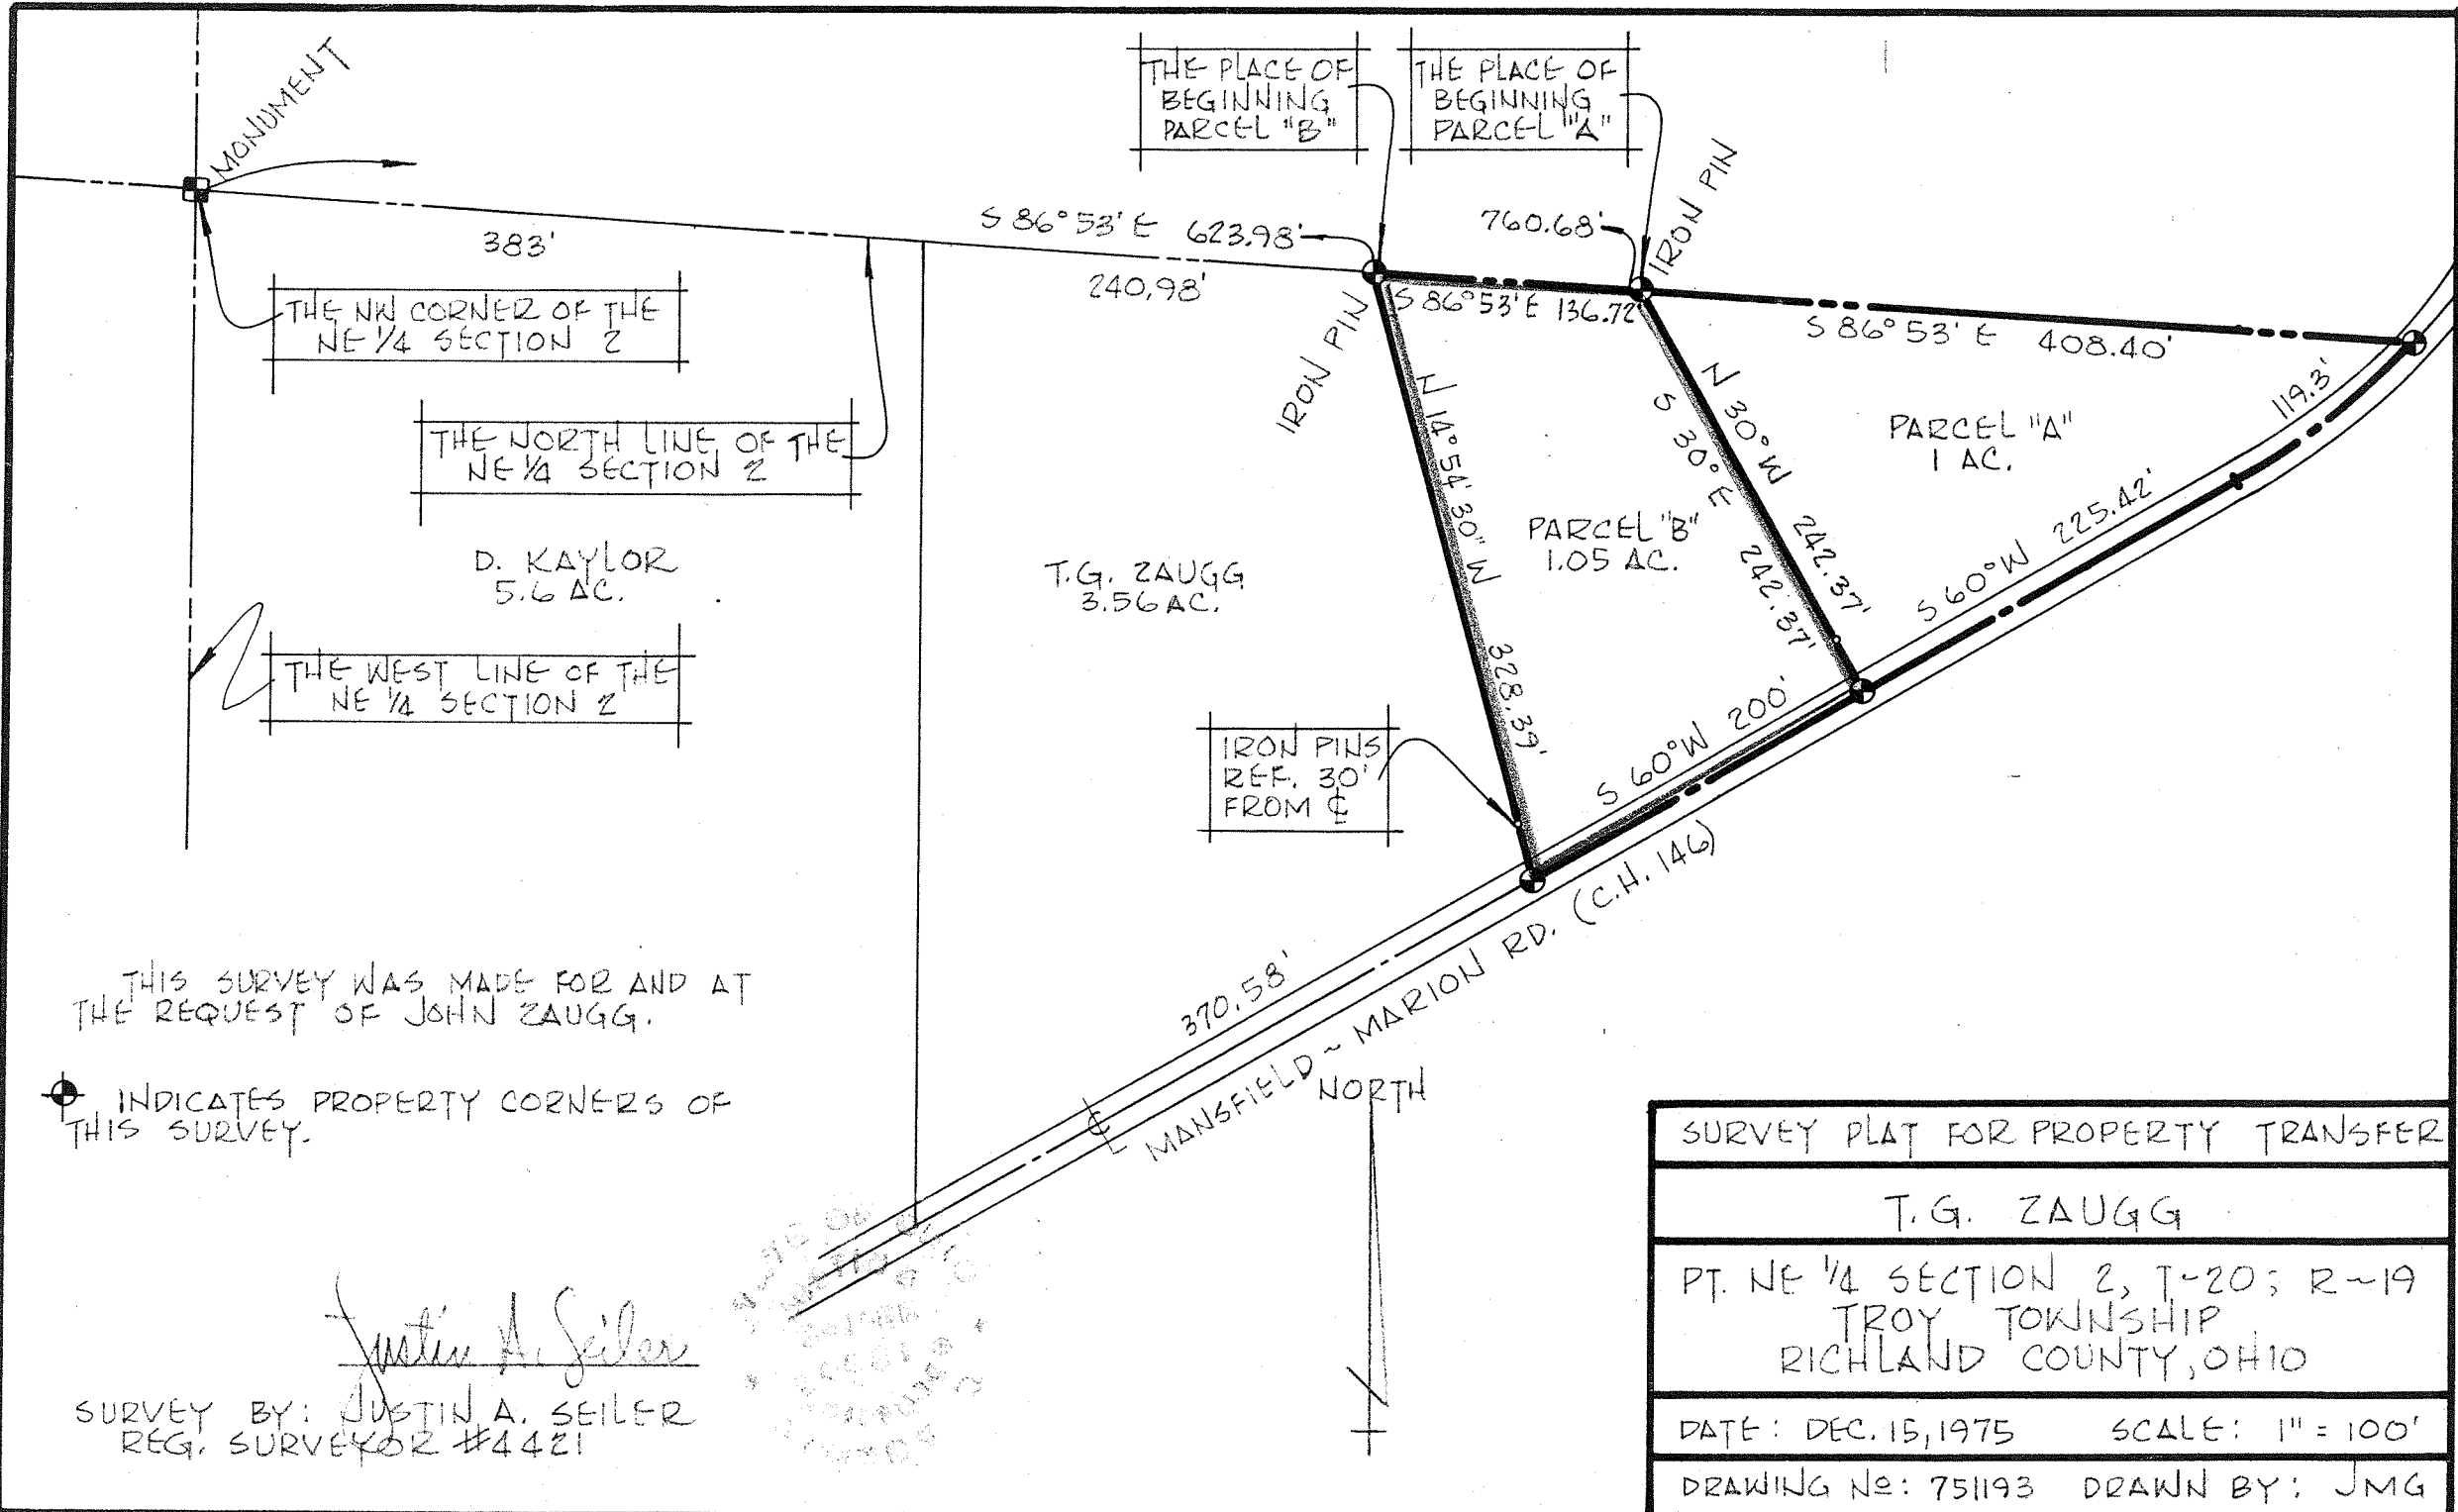 MONUMENT
THE PLACE OF
BEGINNING
PARCEL "B"
THE PLACE OF
BEGINNING
PARCEL "A"
IRON PIN
383'
S 86° 53' E 623.98'
760.68'
240.98'
S 86° 53' E 136.72'
S 86° 53' E 408.40'
THE NW CORNER OF THE
NE 1/4 SECTION 2
IRON PIN
THE NORTH LINE OF THE
NE 1/4 SECTION 2
N 14° 54' 30" W 328.39'
N 30° W 242.37'
S 30° E 242.37'
PARCEL "A"
1 AC.
119.3'
S 60° W 225.42'
PARCEL "B"
1.05 AC.
D. KAYLOR
5.6 AC.
T.G. ZAUGG
3.56 AC.
THE WEST LINE OF THE
NE 1/4 SECTION 2
IRON PINS
REF. 30'
FROM ℄
S 60° W 200'
370.58'
℄
MANSFIELD ~ MARION RD. (C.H. 146)
THIS SURVEY WAS MADE FOR AND AT
THE REQUEST OF JOHN ZAUGG.
INDICATES PROPERTY CORNERS OF
THIS SURVEY.
NORTH
Justin A. Seiler
SURVEY BY: JUSTIN A. SEILER
REG. SURVEYOR #4421
SURVEY PLAT FOR PROPERTY TRANSFER
T.G. ZAUGG
PT. NE 1/4 SECTION 2, T-20; R~19
TROY TOWNSHIP
RICHLAND COUNTY, OHIO
DATE: DEC. 15, 1975 SCALE: 1" = 100'
DRAWING Nº: 751193 DRAWN BY: JMG